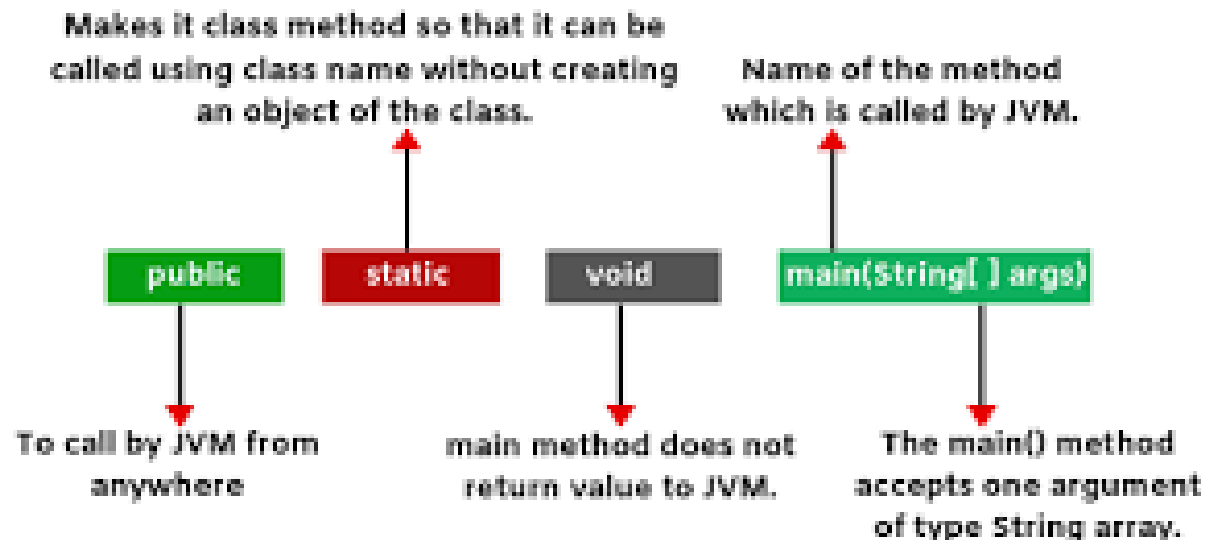 Makes it class method so that it can be
called using class name without creating
an object of the class.
Name of the method
which is called by JVM.
public
static
void
main(String[ ] args)
To call by JVM from
anywhere
main method does not
return value to JVM.
The main() method
accepts one argument
of type String array.